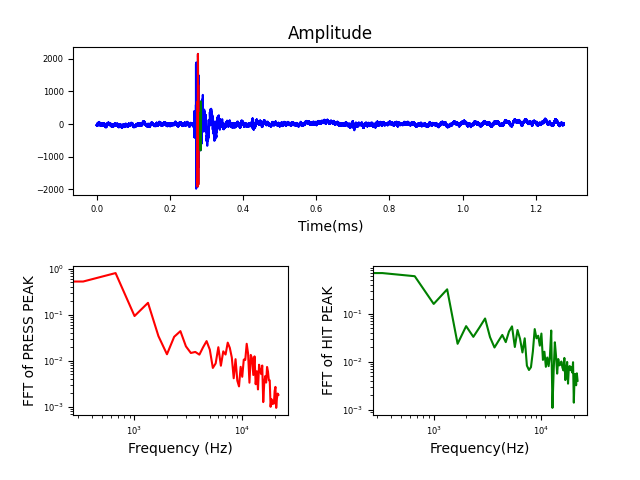 Amplitude
2000
1000
0
−1000
−2000
0.0 0.2 0.4 0.6 0.8 1.0 1.2
Time(ms)
FFT of PRESS PEAK
10⁰
10⁻¹
10⁻²
10⁻³
10³ 10⁴
Frequency (Hz)
FFT of HIT PEAK
10⁻¹
10⁻²
10⁻³
10³ 10⁴
Frequency(Hz)